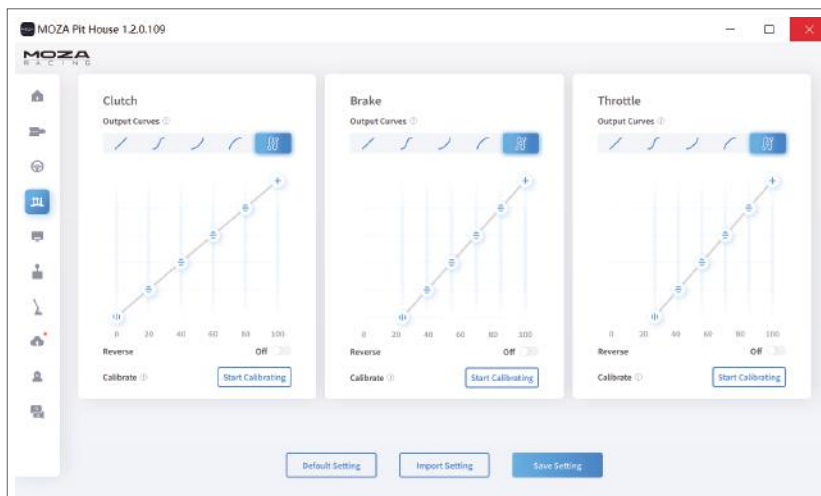 MOZA Pit House 1.2.0.109
MOZA
RACING
Clutch
Output Curves
0 20 40 60 80 100
Reverse Off
Calibrate Start Calibrating
Brake
Output Curves
0 20 40 60 80 100
Reverse Off
Calibrate Start Calibrating
Throttle
Output Curves
0 20 40 60 80 100
Reverse Off
Calibrate Start Calibrating
Default Setting Import Setting Save Setting